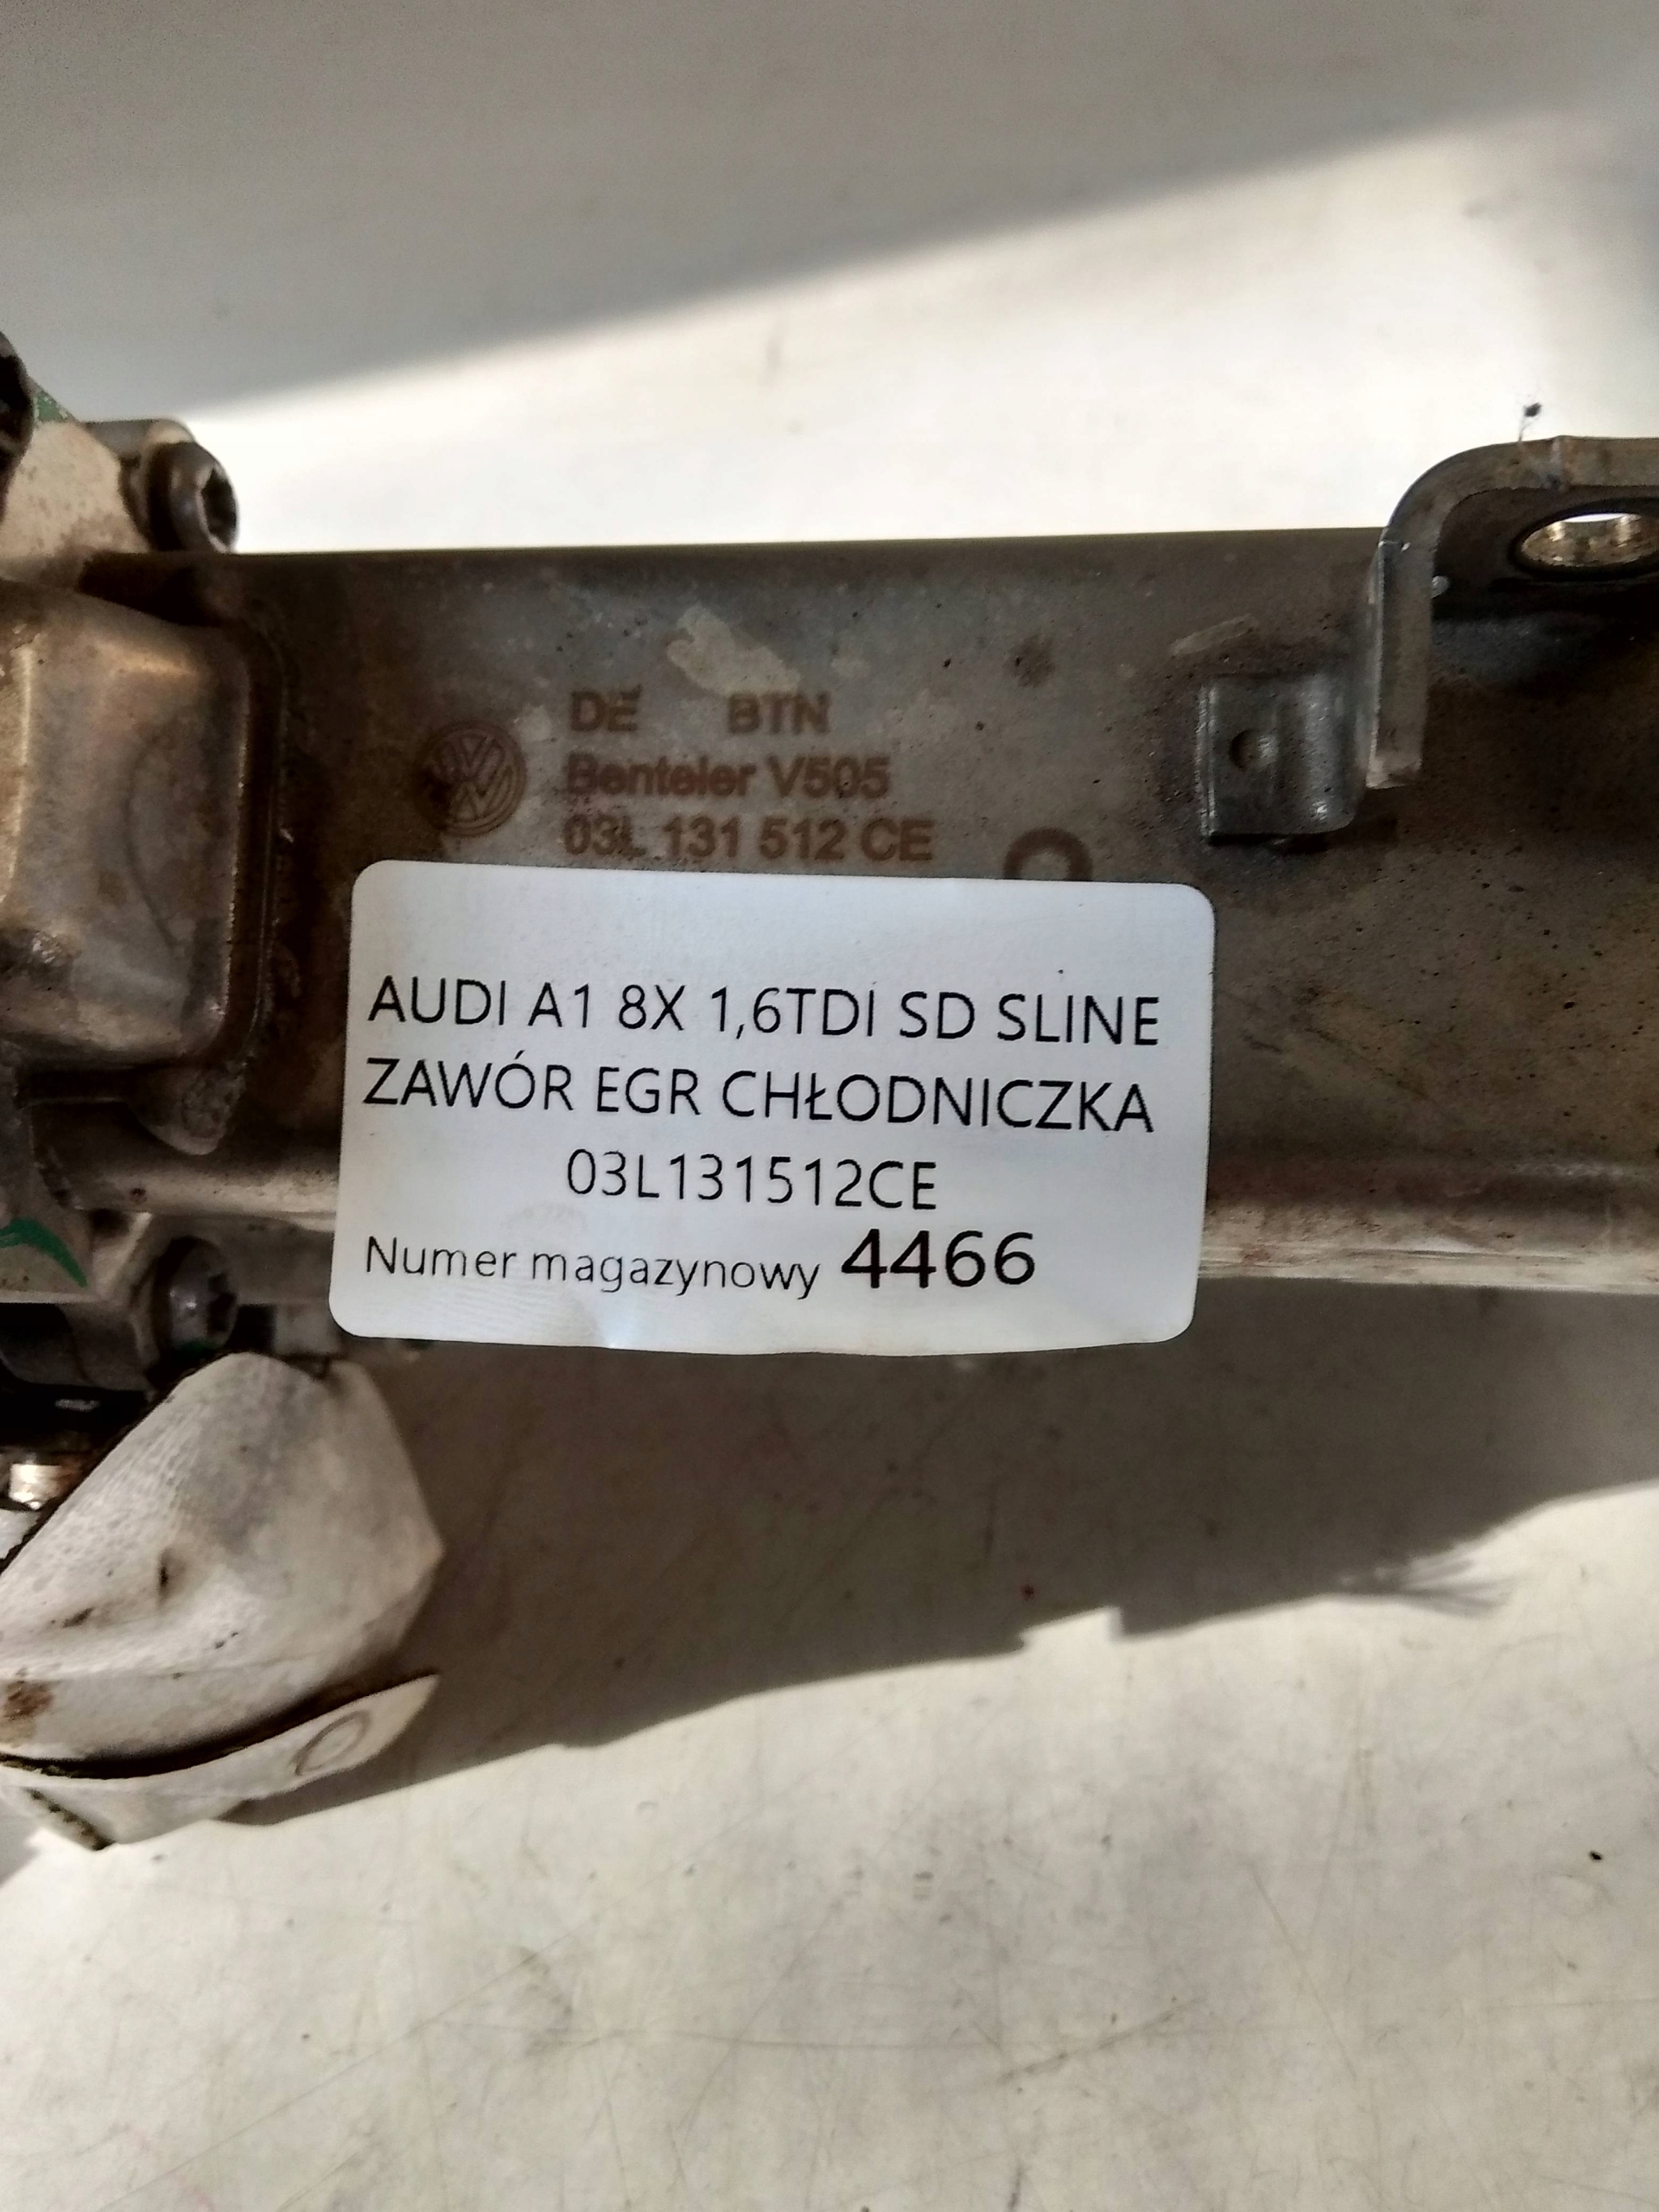 DE BTN
Benteler V505
03L 131 512 CE
AUDI A1 8X 1,6TDI SD SLINE
ZAWÓR EGR CHŁODNICZKA
03L131512CE
Numer magazynowy 4466